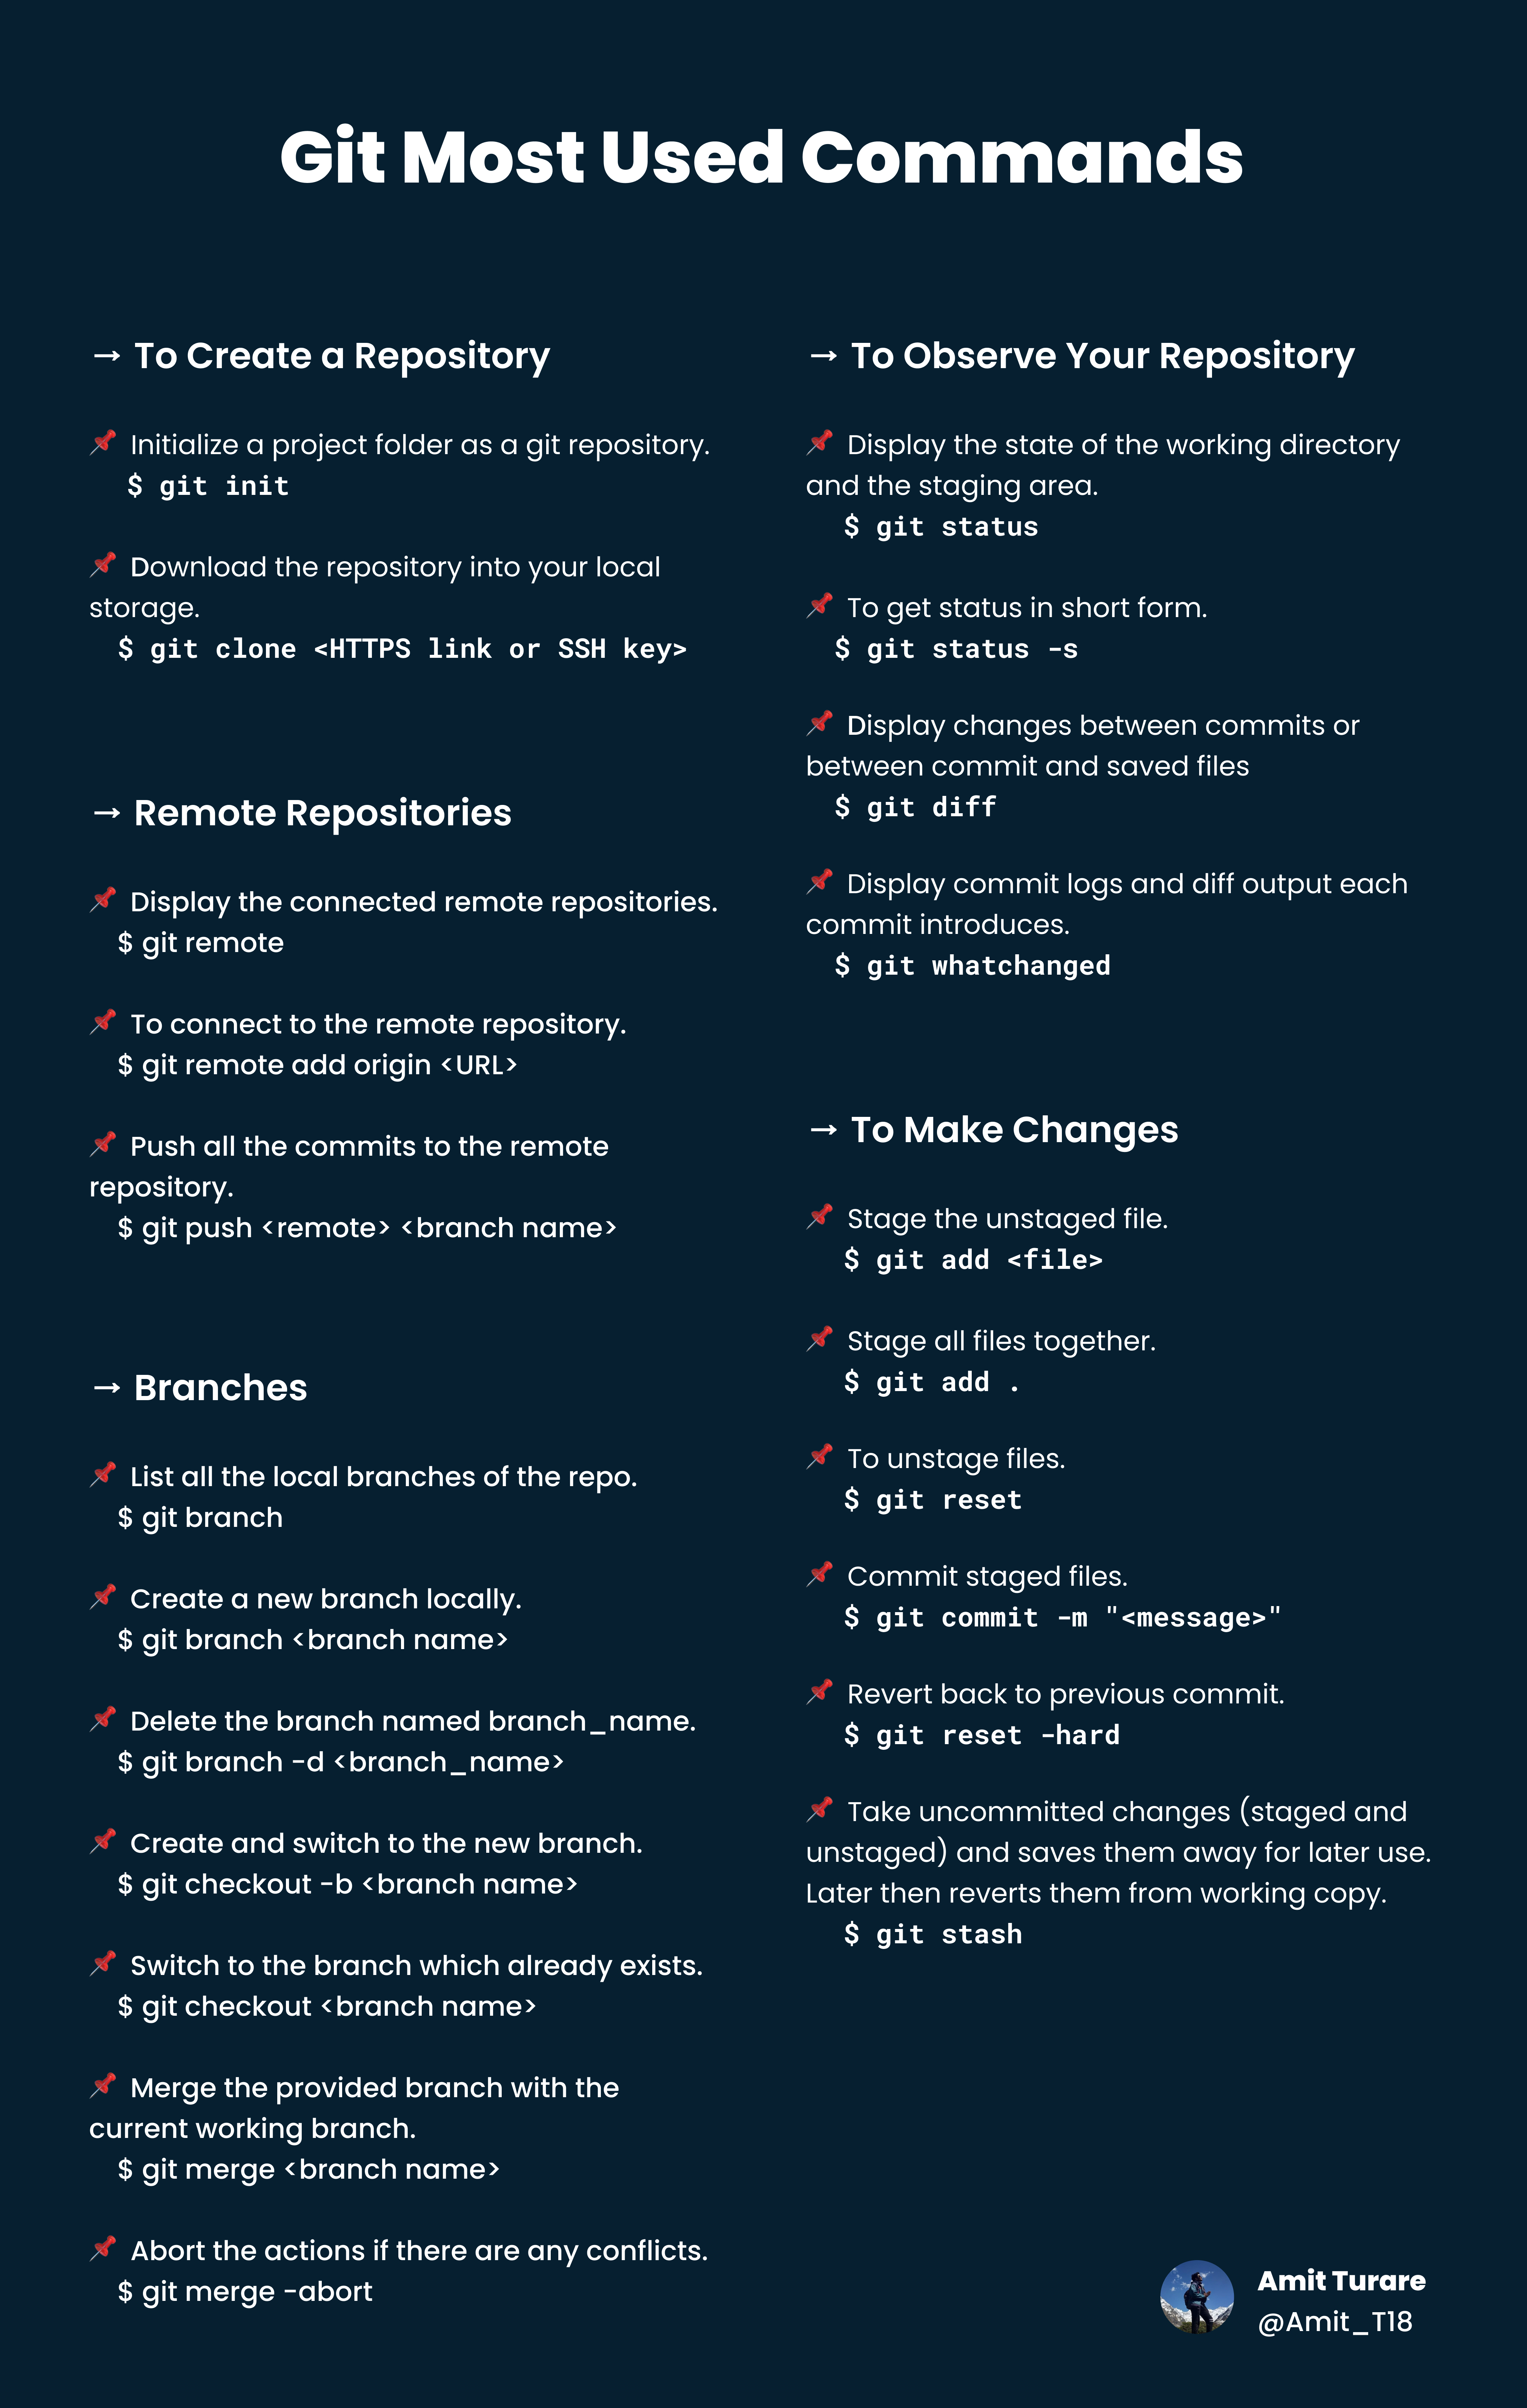 Git Most Used Commands
→ To Create a Repository
📌 Initialize a project folder as a git repository.
$ git init
📌 Download the repository into your local
storage.
$ git clone <HTTPS link or SSH key>
→ Remote Repositories
📌 Display the connected remote repositories.
$ git remote
📌 To connect to the remote repository.
$ git remote add origin <URL>
📌 Push all the commits to the remote
repository.
$ git push <remote> <branch name>
→ Branches
📌 List all the local branches of the repo.
$ git branch
📌 Create a new branch locally.
$ git branch <branch name>
📌 Delete the branch named branch_name.
$ git branch -d <branch_name>
📌 Create and switch to the new branch.
$ git checkout -b <branch name>
📌 Switch to the branch which already exists.
$ git checkout <branch name>
📌 Merge the provided branch with the
current working branch.
$ git merge <branch name>
📌 Abort the actions if there are any conflicts.
$ git merge -abort
→ To Observe Your Repository
📌 Display the state of the working directory
and the staging area.
$ git status
📌 To get status in short form.
$ git status -s
📌 Display changes between commits or
between commit and saved files
$ git diff
📌 Display commit logs and diff output each
commit introduces.
$ git whatchanged
→ To Make Changes
📌 Stage the unstaged file.
$ git add <file>
📌 Stage all files together.
$ git add .
📌 To unstage files.
$ git reset
📌 Commit staged files.
$ git commit -m "<message>"
📌 Revert back to previous commit.
$ git reset -hard
📌 Take uncommitted changes (staged and
unstaged) and saves them away for later use.
Later then reverts them from working copy.
$ git stash
Amit Turare
@Amit_T18